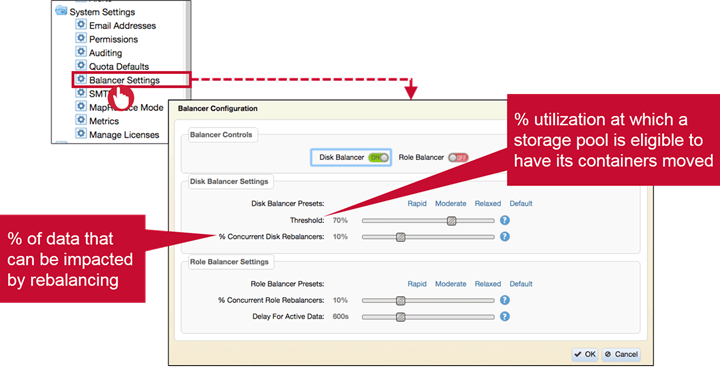 System Settings
Email Addresses
Permissions
Auditing
Quota Defaults
Balancer Settings
SMT
MapReduce Mode
Metrics
Manage Licenses
Balancer Configuration
Balancer Controls
Disk Balancer ON Role Balancer OFF
Disk Balancer Settings
Disk Balancer Presets: Rapid Moderate Relaxed Default
Threshold: 70% ?
% Concurrent Disk Rebalancers: 10% ?
Role Balancer Settings
Role Balancer Presets: Rapid Moderate Relaxed Default
% Concurrent Role Rebalancers: 10% ?
Delay For Active Data: 600s ?
OK Cancel
% utilization at which a
storage pool is eligible to
have its containers moved
% of data that
can be impacted
by rebalancing